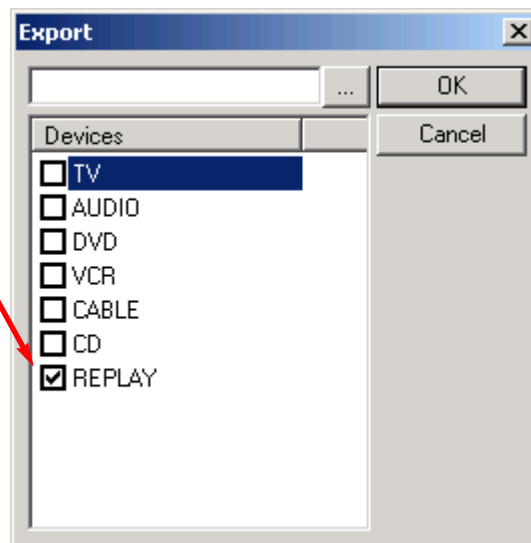 Export
...
OK
Devices
Cancel
TV
AUDIO
DVD
VCR
CABLE
CD
REPLAY